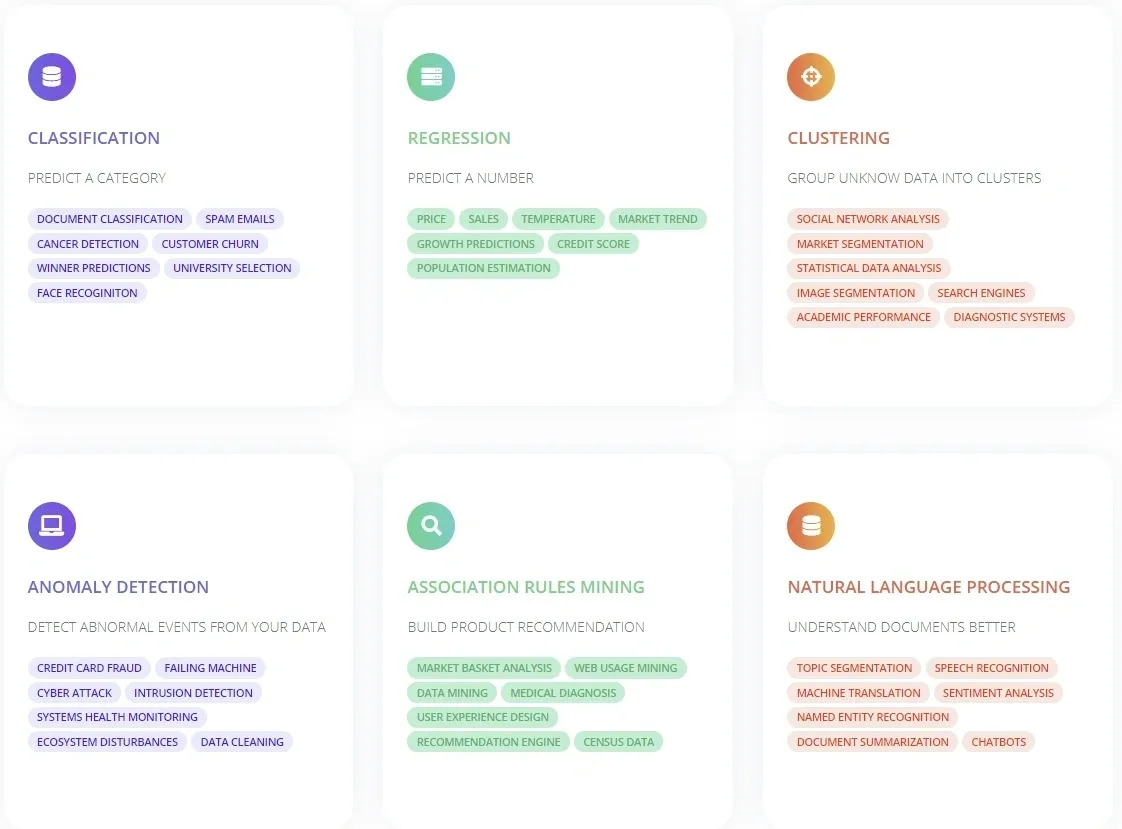 CLASSIFICATION
PREDICT A CATEGORY
DOCUMENT CLASSIFICATION SPAM EMAILS
CANCER DETECTION CUSTOMER CHURN
WINNER PREDICTIONS UNIVERSITY SELECTION
FACE RECOGINITON
REGRESSION
PREDICT A NUMBER
PRICE SALES TEMPERATURE MARKET TREND
GROWTH PREDICTIONS CREDIT SCORE
POPULATION ESTIMATION
CLUSTERING
GROUP UNKNOW DATA INTO CLUSTERS
SOCIAL NETWORK ANALYSIS
MARKET SEGMENTATION
STATISTICAL DATA ANALYSIS
IMAGE SEGMENTATION SEARCH ENGINES
ACADEMIC PERFORMANCE DIAGNOSTIC SYSTEMS
ANOMALY DETECTION
DETECT ABNORMAL EVENTS FROM YOUR DATA
CREDIT CARD FRAUD FAILING MACHINE
CYBER ATTACK INTRUSION DETECTION
SYSTEMS HEALTH MONITORING
ECOSYSTEM DISTURBANCES DATA CLEANING
ASSOCIATION RULES MINING
BUILD PRODUCT RECOMMENDATION
MARKET BASKET ANALYSIS WEB USAGE MINING
DATA MINING MEDICAL DIAGNOSIS
USER EXPERIENCE DESIGN
RECOMMENDATION ENGINE CENSUS DATA
NATURAL LANGUAGE PROCESSING
UNDERSTAND DOCUMENTS BETTER
TOPIC SEGMENTATION SPEECH RECOGNITION
MACHINE TRANSLATION SENTIMENT ANALYSIS
NAMED ENTITY RECOGNITION
DOCUMENT SUMMARIZATION CHATBOTS